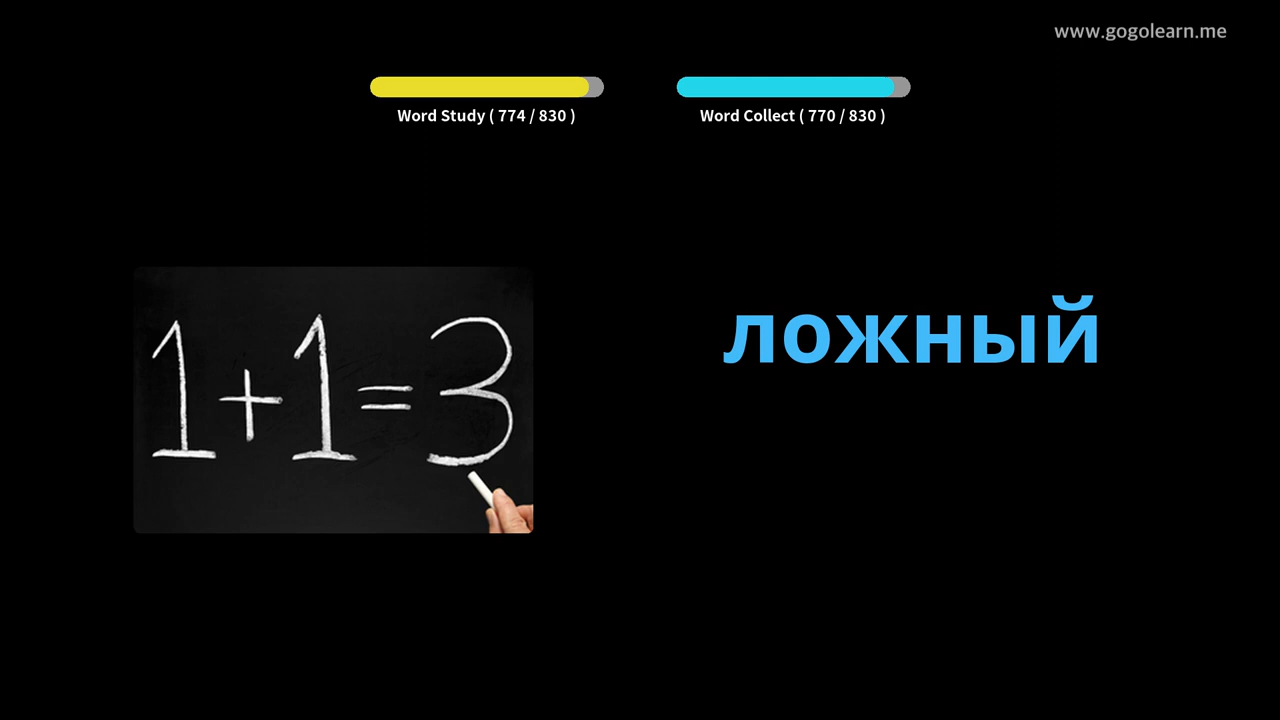 www.gogolearn.me
Word Study ( 774 / 830 )
Word Collect ( 770 / 830 )
ложный
1+1=3